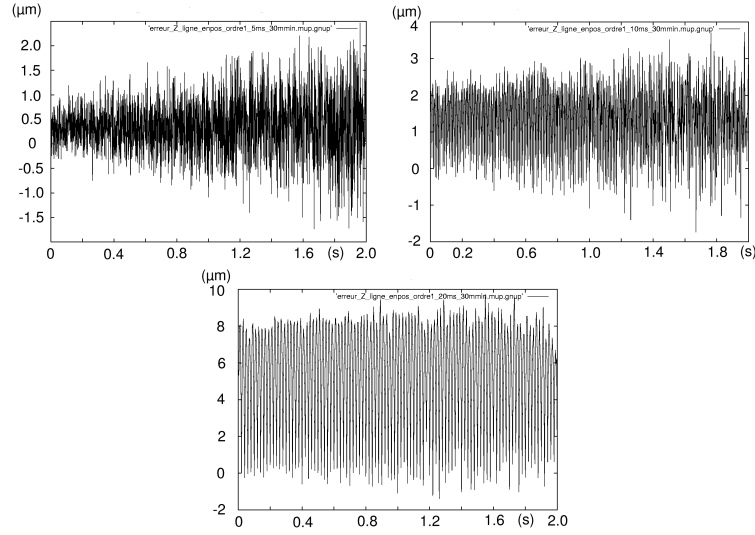 (μm)
'erreur_Z_ligne_enpos_ordre1_5ms_30mmin.mup.gnup'
2.0
1.5
1.0
0.5
0
-0.5
-1.0
-1.5
0 0.4 0.8 1.2 1.6 (s) 2.0
(μm)
'erreur_Z_ligne_enpos_ordre1_10ms_30mmin.mup.gnup'
4
3
2
1
0
-1
-2
0 0.2 0.6 1.0 1.4 1.8 (s)
(μm)
'erreur_Z_ligne_enpos_ordre1_20ms_30mmin.mup.gnup'
10
8
6
4
2
0
-2
0 0.4 0.8 1.2 1.6 (s) 2.0